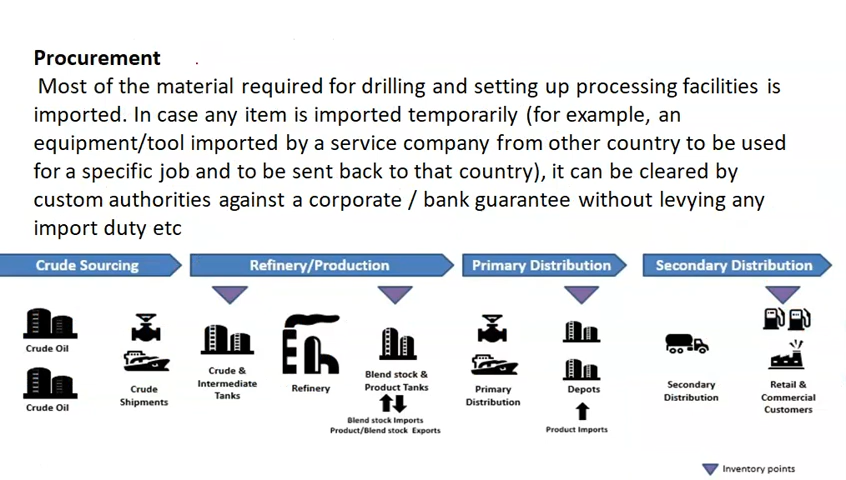 Procurement
Most of the material required for drilling and setting up processing facilities is
imported. In case any item is imported temporarily (for example, an
equipment/tool imported by a service company from other country to be used
for a specific job and to be sent back to that country), it can be cleared by
custom authorities against a corporate / bank guarantee without levying any
import duty etc
Crude Sourcing
Refinery/Production
Primary Distribution
Secondary Distribution
Crude Oil
Crude Oil
Crude
Shipments
Crude &
Intermediate
Tanks
Refinery
Blend stock &
Product Tanks
Blend stock Imports
Product/Blend stock Exports
Primary
Distribution
Depots
Product Imports
Secondary
Distribution
Retail &
Commercial
Customers
Inventory points